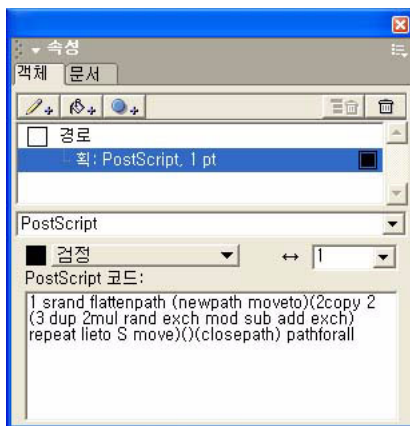 속성
객체 문서
경로
획: PostScript, 1 pt
PostScript
검정 1
PostScript 코드:
1 srand flattenpath (newpath moveto)(2copy 2
(3 dup 2mul rand exch mod sub add exch)
repeat lieto S move)()(closepath) pathforall